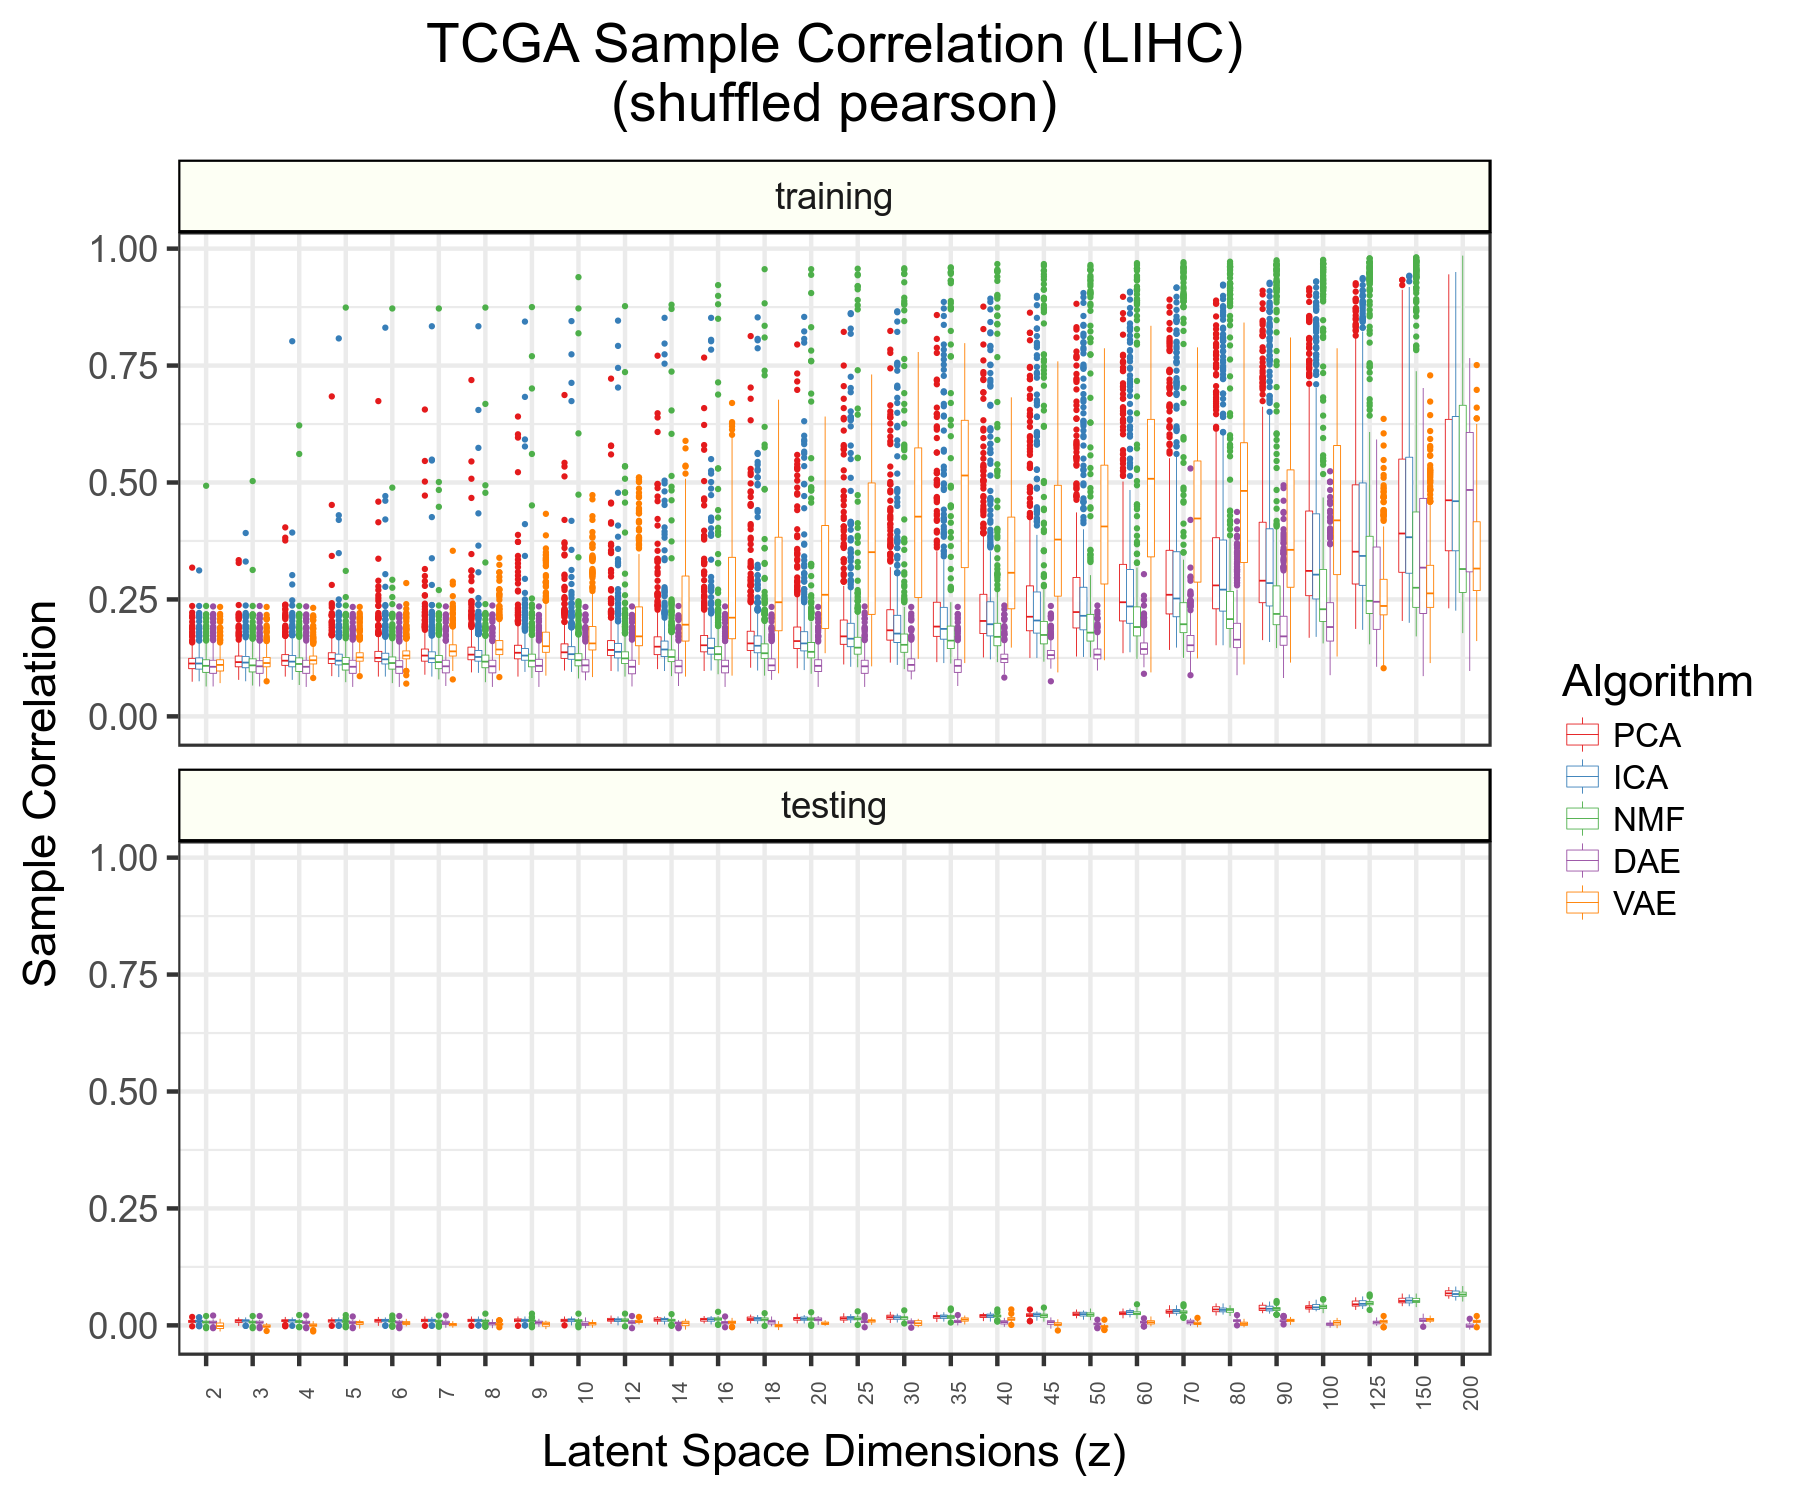 TCGA Sample Correlation (LIHC)
(shuffled pearson)
training
1.00
0.75
0.50
0.25
0.00
testing
1.00
0.75
0.50
0.25
0.00
Sample Correlation
2 3 4 5 6 7 8 9 10 12 14 16 18 20 25 30 35 40 45 50 60 70 80 90 100 125 150 200
Latent Space Dimensions (z)
Algorithm
PCA
ICA
NMF
DAE
VAE